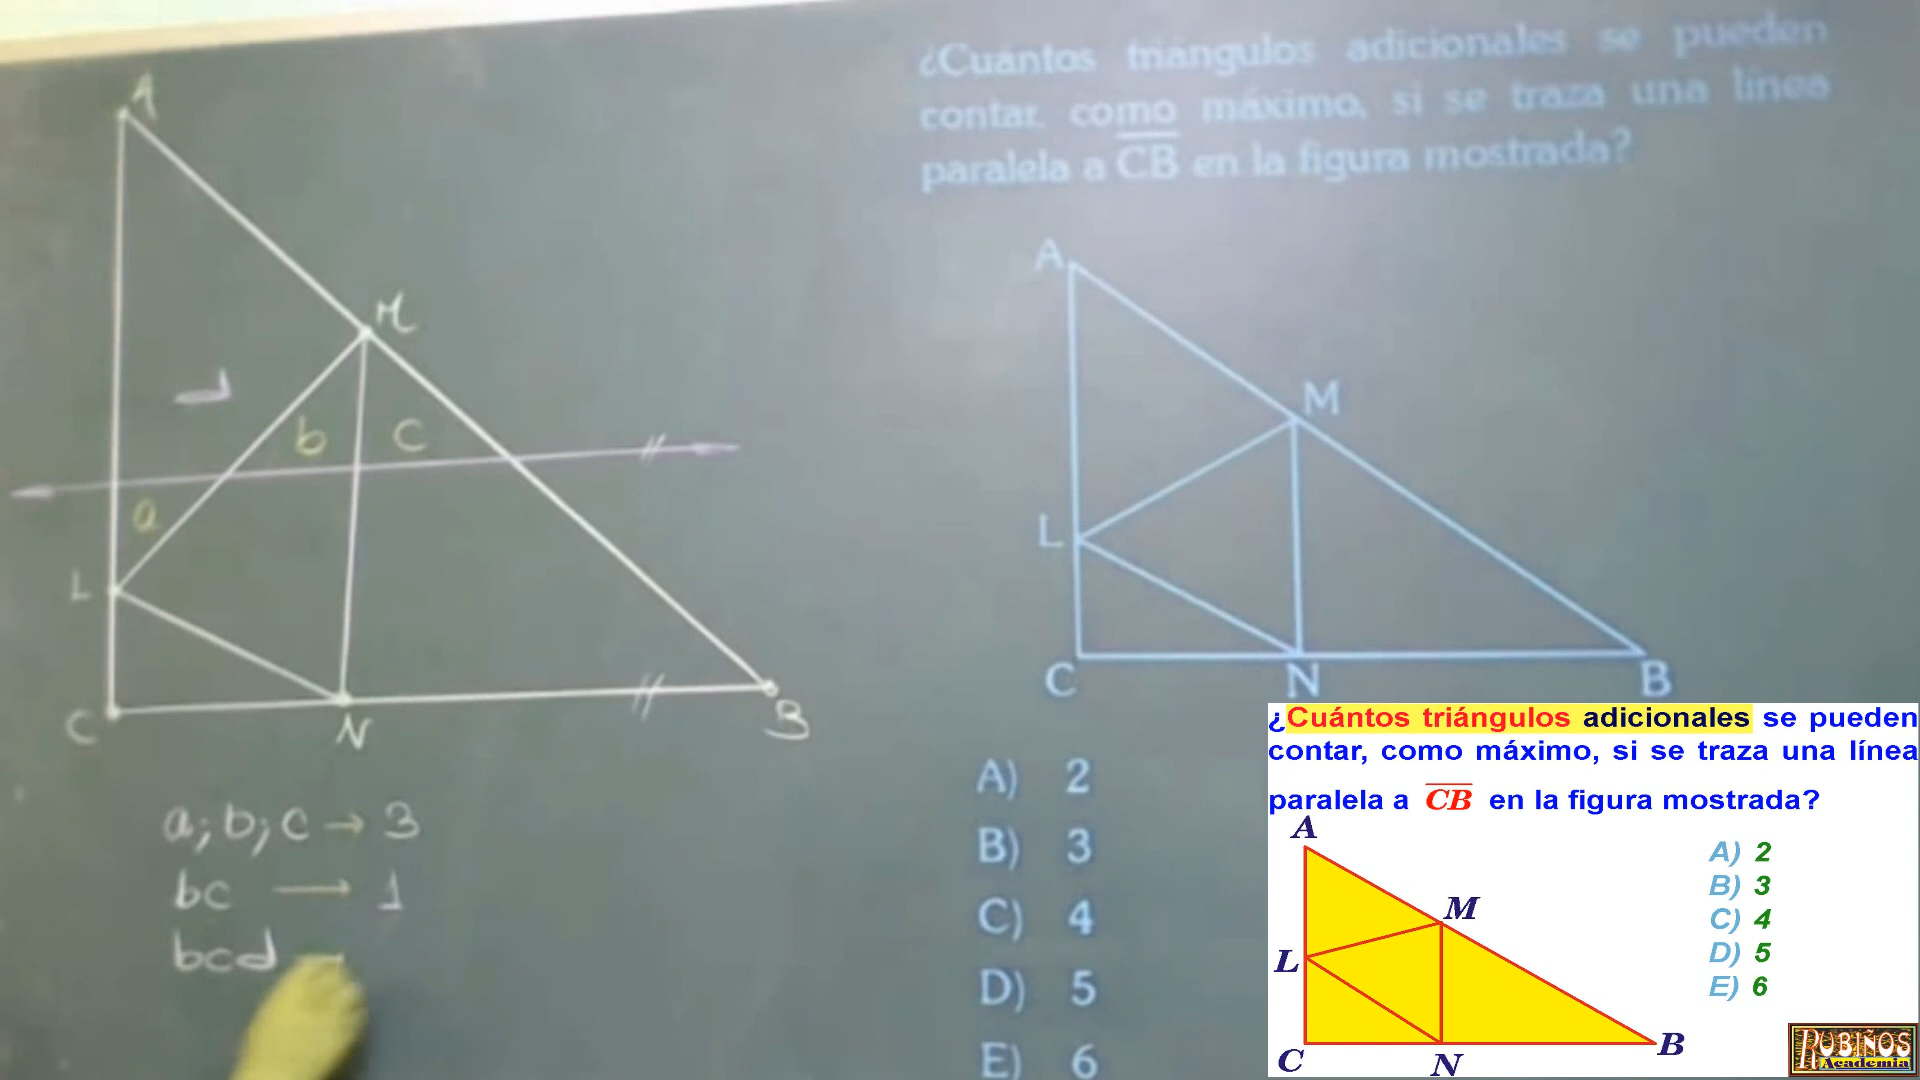 A
M
d
b
c
a
L
C
N
B
a; b; c → 3
bc → 1
bcd →
¿Cuántos triángulos adicionales se pueden
contar, como máximo, si se traza una línea
paralela a CB en la figura mostrada?
A
M
L
C
N
B
A) 2
B) 3
C) 4
D) 5
E) 6
¿Cuántos triángulos adicionales se pueden
contar, como máximo, si se traza una línea
paralela a CB en la figura mostrada?
A
M
L
C
N
B
A) 2
B) 3
C) 4
D) 5
E) 6
RUBIÑOS
Academia